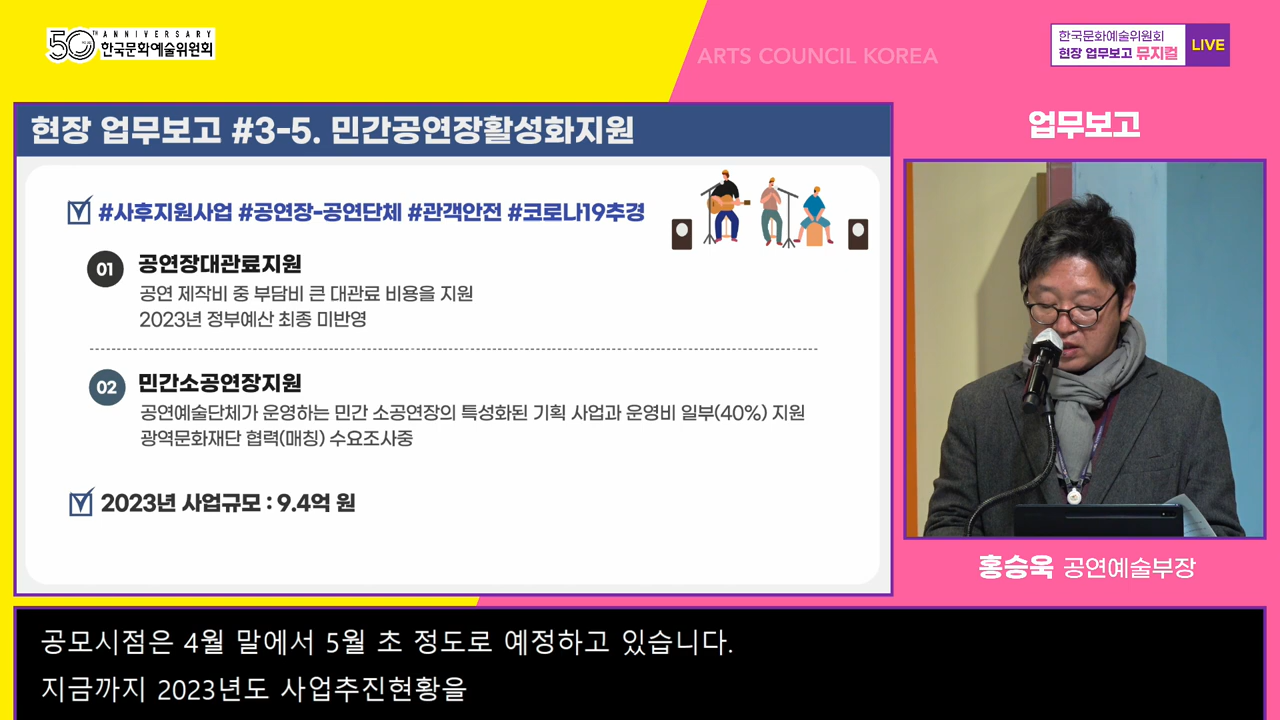 50TH ANNIVERSARY
한국문화예술위원회
ARTS COUNCIL KOREA
한국문화예술위원회
현장 업무보고 뮤지컬
LIVE
현장 업무보고 #3-5. 민간공연장활성화지원
#사후지원사업 #공연장-공연단체 #관객안전 #코로나19추경
01 공연장대관료지원
공연 제작비 중 부담비 큰 대관료 비용을 지원
2023년 정부예산 최종 미반영
02 민간소공연장지원
공연예술단체가 운영하는 민간 소공연장의 특성화된 기획 사업과 운영비 일부(40%) 지원
광역문화재단 협력(매칭) 수요조사중
2023년 사업규모 : 9.4억 원
업무보고
홍승욱 공연예술부장
공모시점은 4월 말에서 5월 초 정도로 예정하고 있습니다.
지금까지 2023년도 사업추진현황을